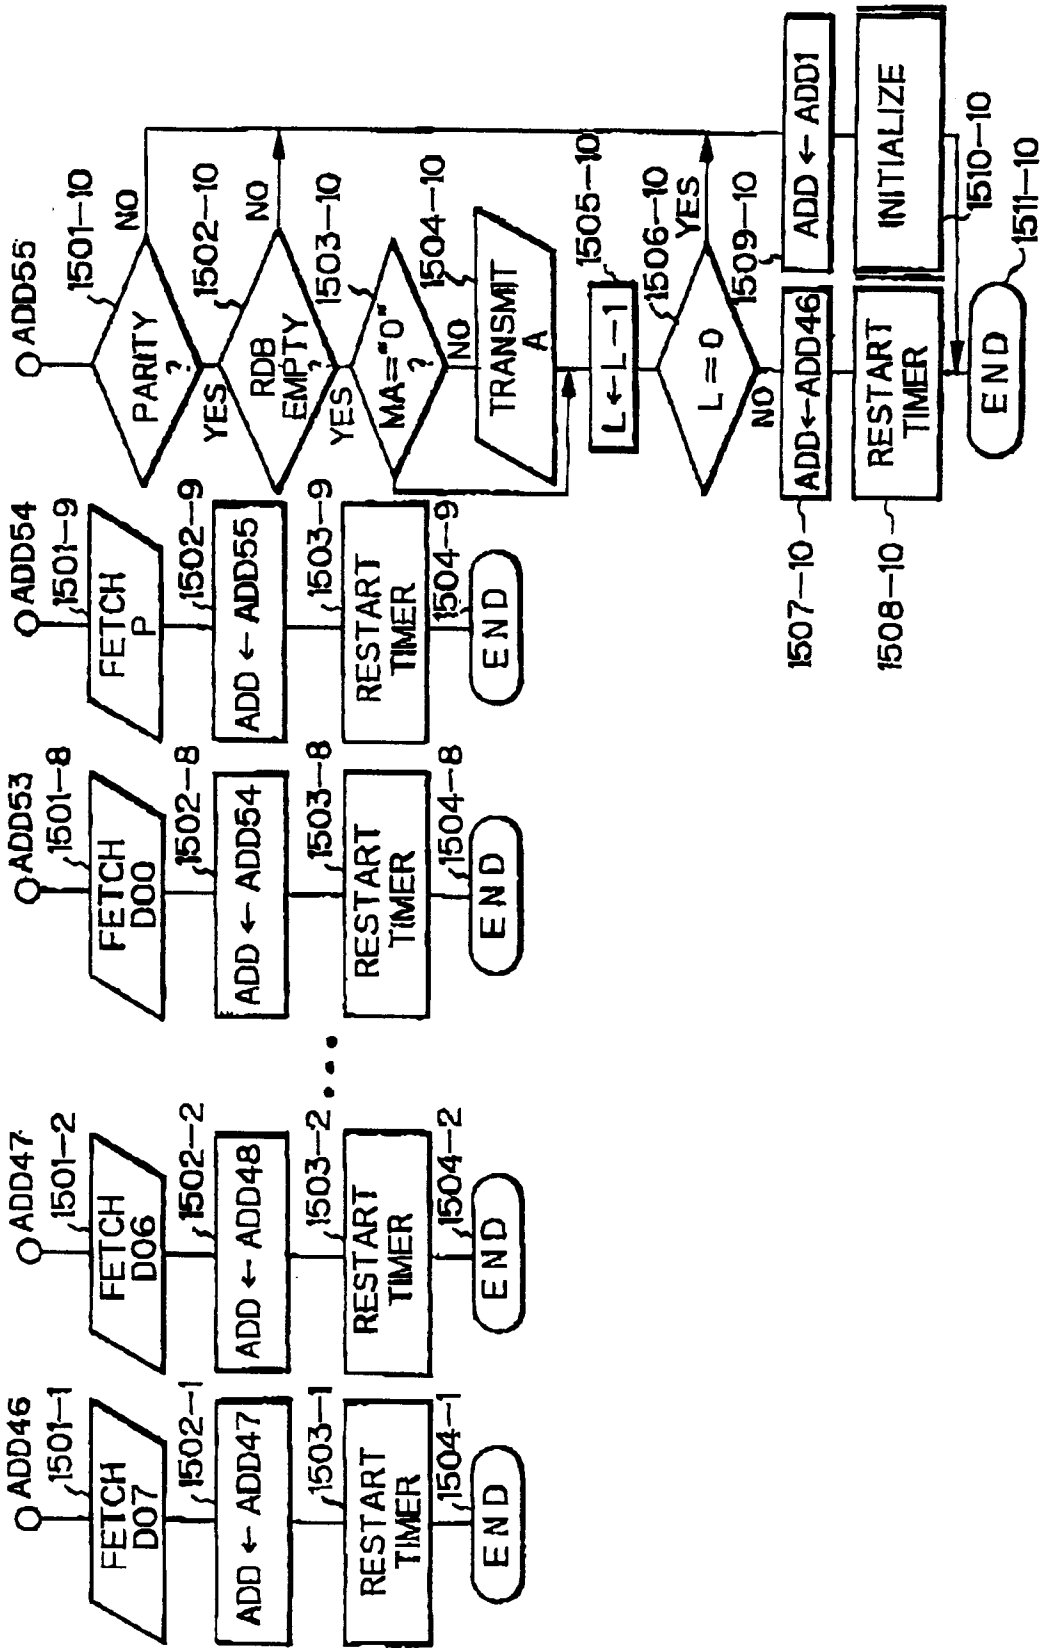 ADD46
1501-1
FETCH
D07
1502-1
ADD ← ADD47
1503-1
RESTART
TIMER
1504-1
END
ADD47
1501-2
FETCH
D06
1502-2
ADD ← ADD48
1503-2
RESTART
TIMER
1504-2
END
...
ADD53
1501-8
FETCH
D00
1502-8
ADD ← ADD54
1503-8
RESTART
TIMER
1504-8
END
ADD54
1501-9
FETCH
P
1502-9
ADD ← ADD55
1503-9
RESTART
TIMER
1504-9
END
ADD55
1501-10
PARITY
?
NO
YES
1502-10
RDB
EMPTY
?
NO
YES
1503-10
MA="0"
?
NO
1504-10
TRANSMIT
A
1505-10
L←L-1
1506-10
L=0
YES
NO
1507-10
ADD←ADD46
1509-10
ADD ← ADD1
1508-10
RESTART
TIMER
INITIALIZE
1510-10
END
1511-10